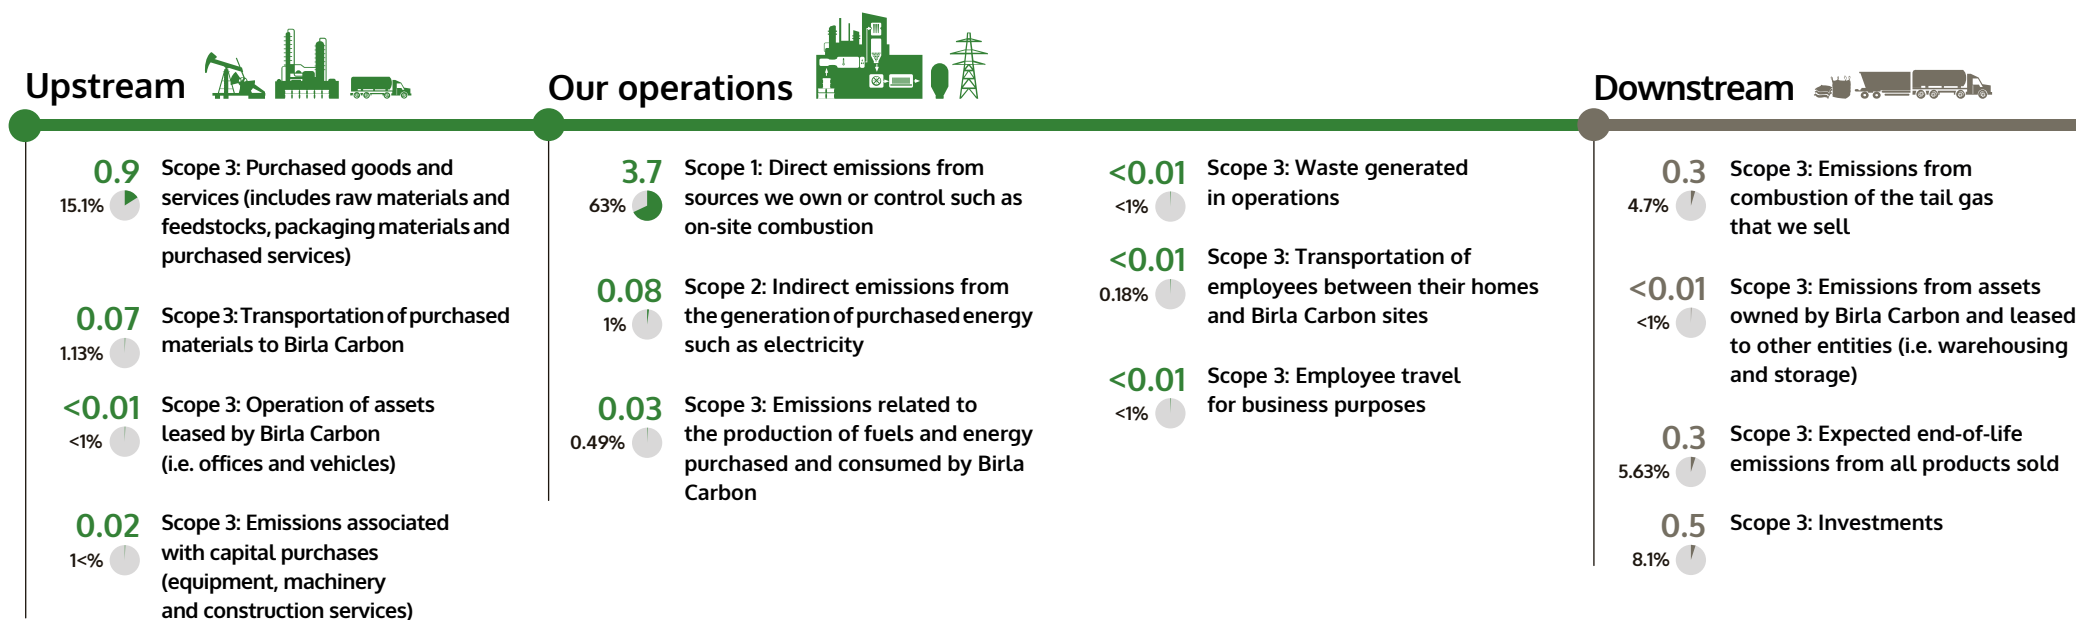 Upstream
0.9
15.1%
Scope 3: Purchased goods and
services (includes raw materials and
feedstocks, packaging materials and
purchased services)
0.07
1.13%
Scope 3: Transportation of purchased
materials to Birla Carbon
<0.01
<1%
Scope 3: Operation of assets
leased by Birla Carbon
(i.e. offices and vehicles)
0.02
1<%
Scope 3: Emissions associated
with capital purchases
(equipment, machinery
and construction services)
Our operations
3.7
63%
Scope 1: Direct emissions from
sources we own or control such as
on-site combustion
0.08
1%
Scope 2: Indirect emissions from
the generation of purchased energy
such as electricity
0.03
0.49%
Scope 3: Emissions related to
the production of fuels and energy
purchased and consumed by Birla
Carbon
<0.01
<1%
Scope 3: Waste generated
in operations
<0.01
0.18%
Scope 3: Transportation of
employees between their homes
and Birla Carbon sites
<0.01
<1%
Scope 3: Employee travel
for business purposes
Downstream
0.3
4.7%
Scope 3: Emissions from
combustion of the tail gas
that we sell
<0.01
<1%
Scope 3: Emissions from assets
owned by Birla Carbon and leased
to other entities (i.e. warehousing
and storage)
0.3
5.63%
Scope 3: Expected end-of-life
emissions from all products sold
0.5
8.1%
Scope 3: Investments